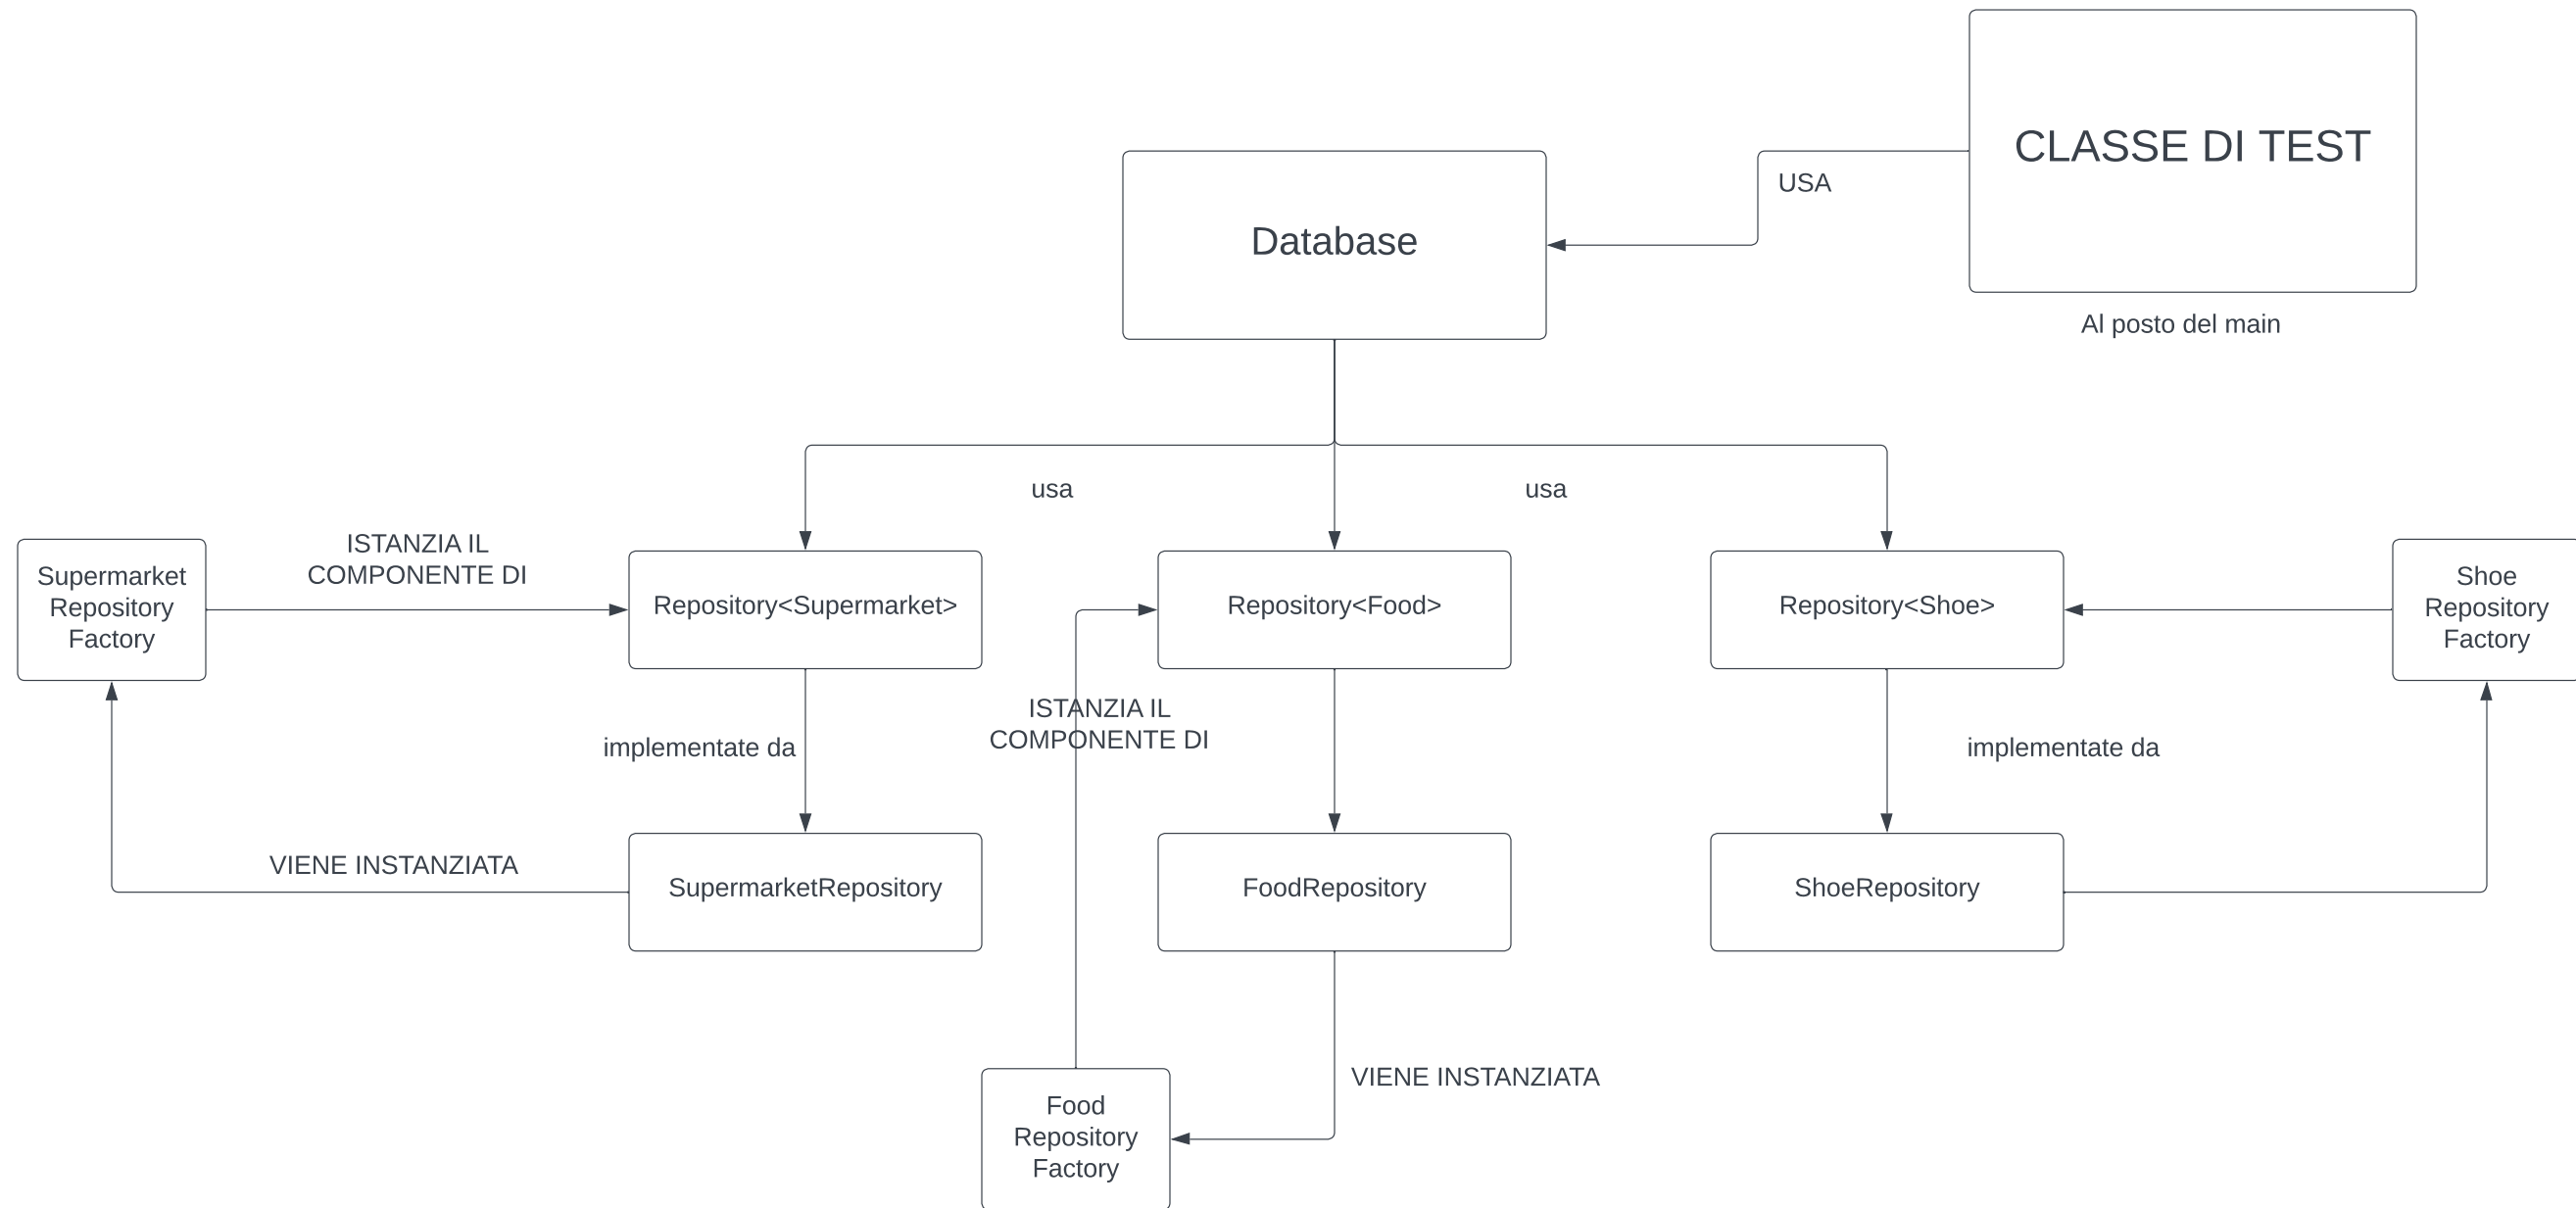 CLASSE DI TEST
USA
Database
Al posto del main
usa
usa
ISTANZIA IL
COMPONENTE DI
Supermarket
Repository
Factory
Repository<Supermarket>
Repository<Food>
Repository<Shoe>
Shoe
Repository
Factory
ISTANZIA IL
COMPONENTE DI
implementate da
implementate da
VIENE INSTANZIATA
SupermarketRepository
FoodRepository
ShoeRepository
VIENE INSTANZIATA
Food
Repository
Factory